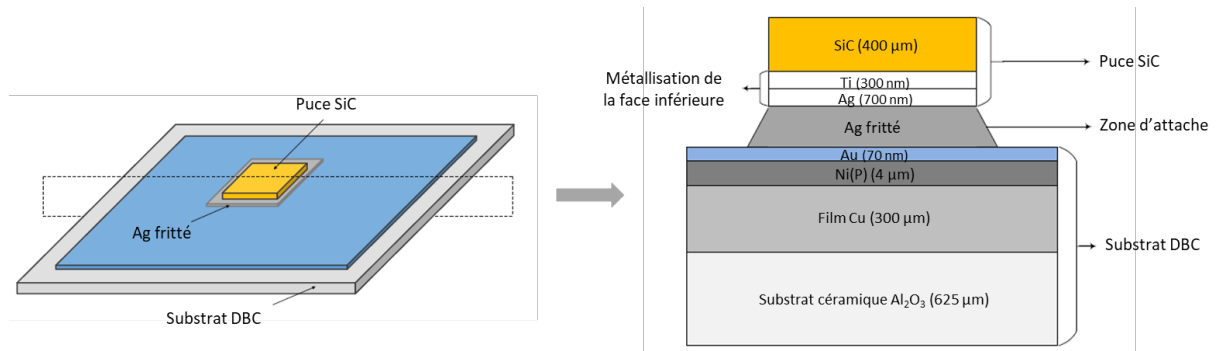 Puce SiC
Ag fritté
Substrat DBC
SiC (400 µm)
Ti (300 nm)
Ag (700 nm)
Métallisation de
la face inférieure
Puce SiC
Ag fritté
Zone d’attache
Au (70 nm)
Ni(P) (4 µm)
Film Cu (300 µm)
Substrat DBC
Substrat céramique Al₂O₃ (625 µm)